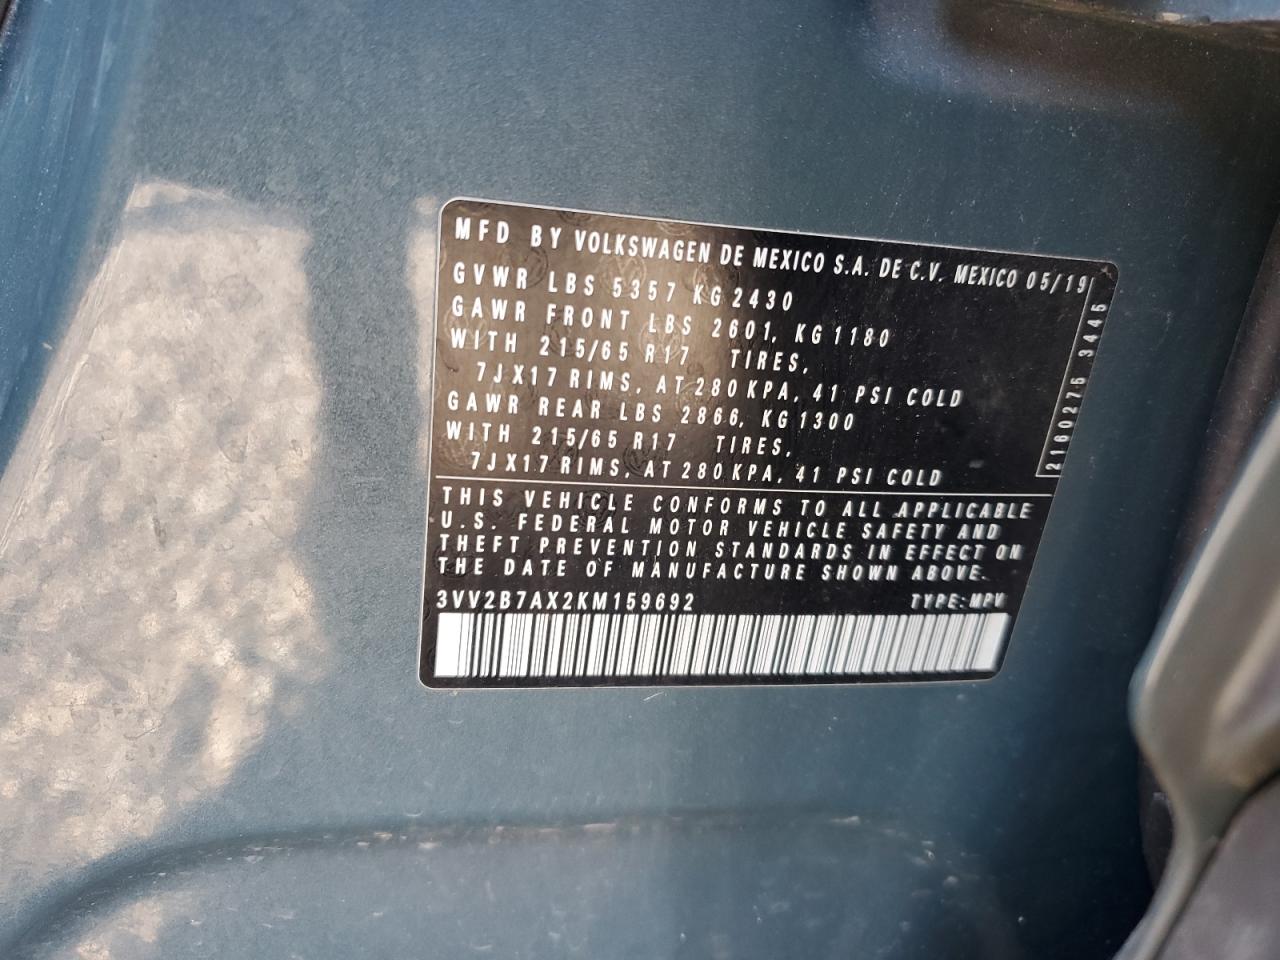 MFD BY VOLKSWAGEN DE MEXICO S.A. DE C.V. MEXICO 05/19
GVWR LBS 5357 KG 2430
GAWR FRONT LBS 2601, KG 1180
WITH 215/65 R17 TIRES,
7JX17 RIMS, AT 280 KPA, 41 PSI COLD
GAWR REAR LBS 2866, KG 1300
WITH 215/65 R17 TIRES,
7JX17 RIMS, AT 280 KPA, 41 PSI COLD
2160275 3445
THIS VEHICLE CONFORMS TO ALL APPLICABLE
U.S. FEDERAL MOTOR VEHICLE SAFETY AND
THEFT PREVENTION STANDARDS IN EFFECT ON
THE DATE OF MANUFACTURE SHOWN ABOVE.
3VV2B7AX2KM159692 TYPE: MPV